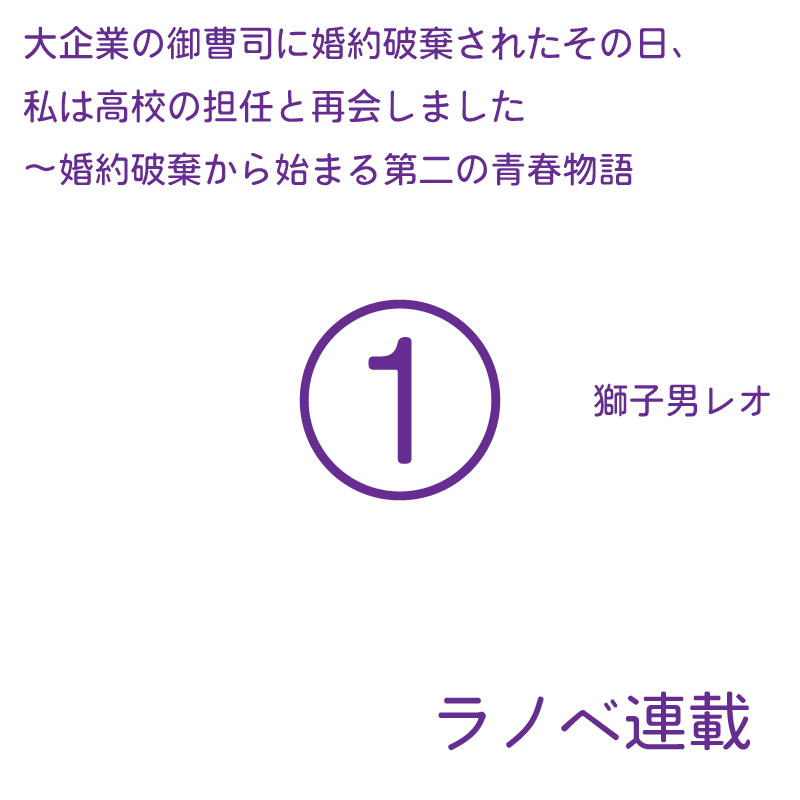 大企業の御曹司に婚約破棄されたその日、
私は高校の担任と再会しました
～婚約破棄から始まる第二の青春物語
①
獅子男レオ
ラノベ連載